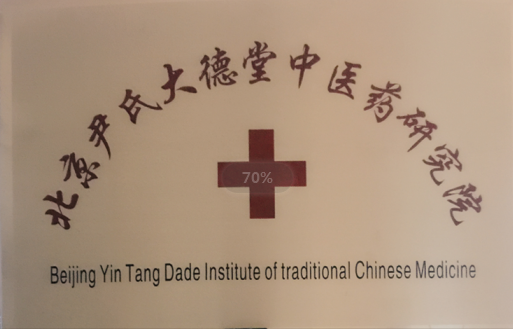 北京尹氏大德堂中医药研究院
70%
Beijing Yin Tang Dade Institute of traditional Chinese Medicine